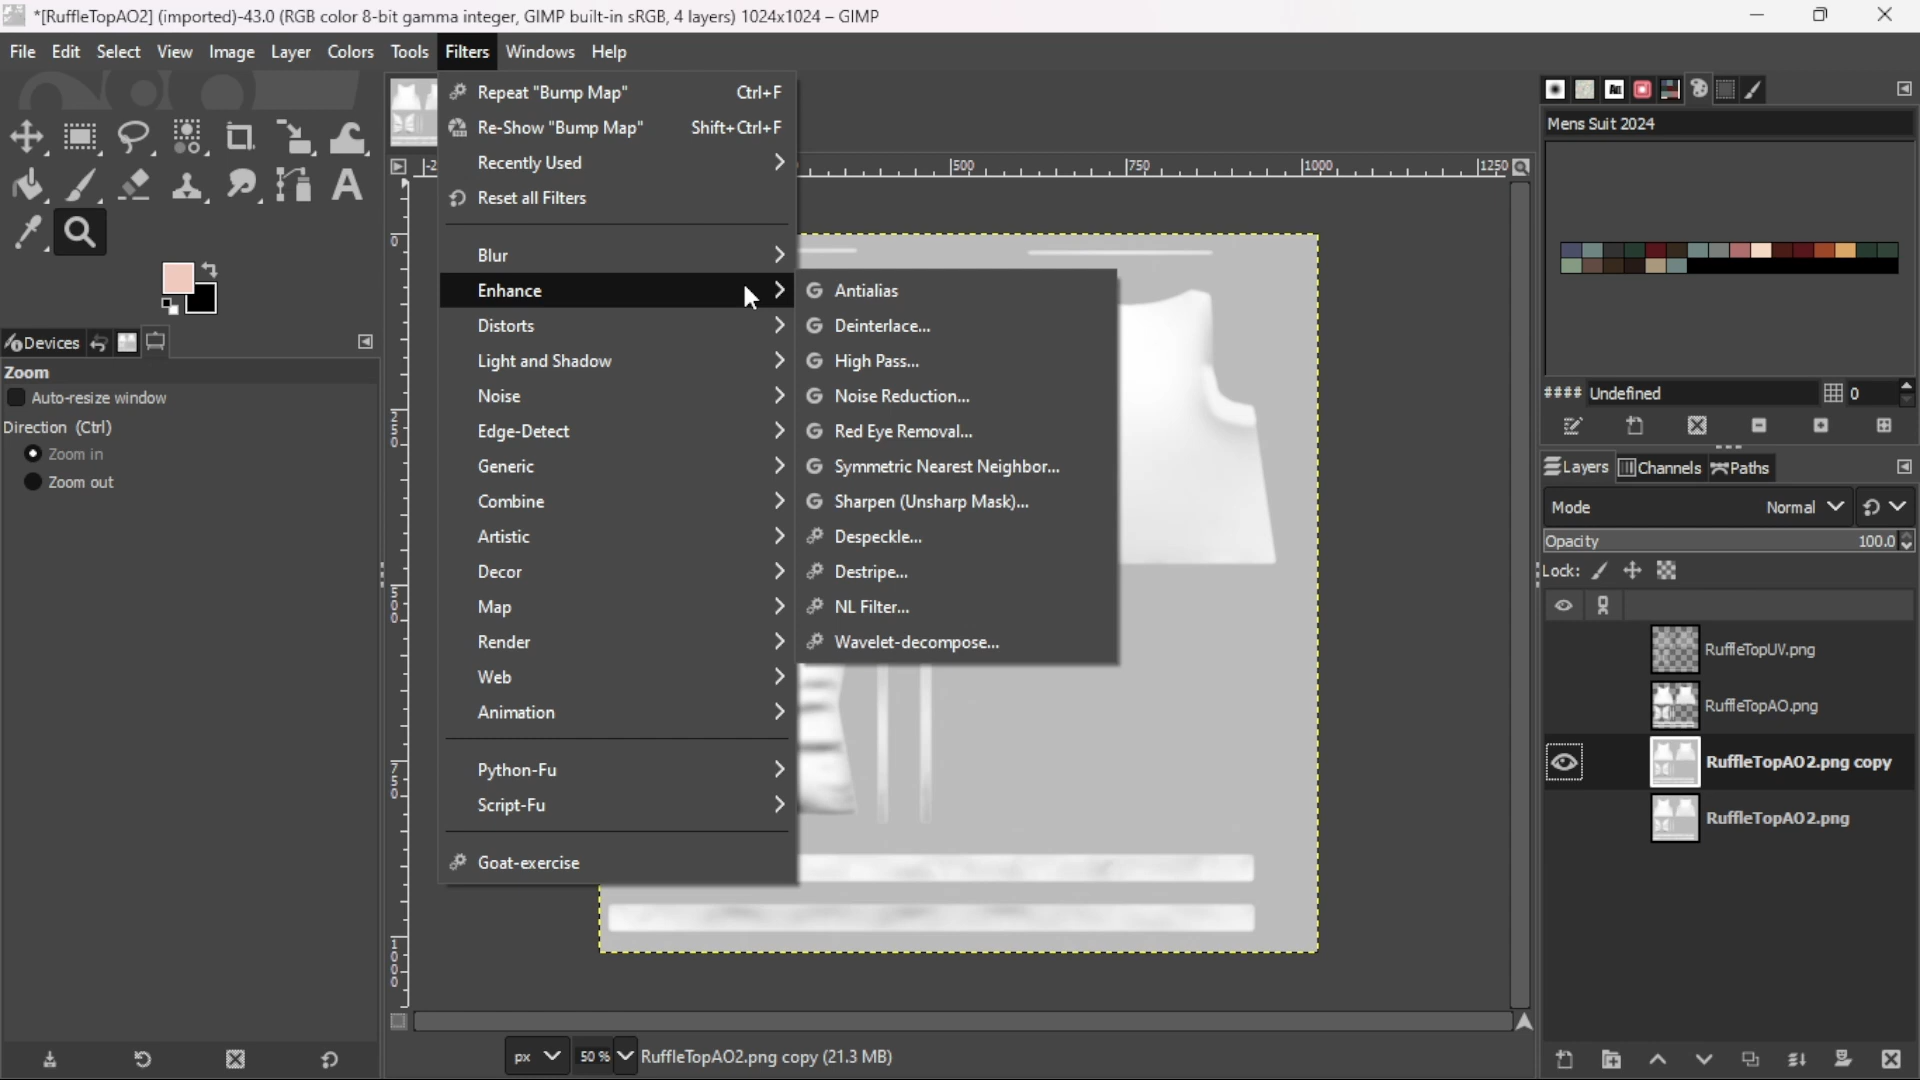 *[RuffleTopAO2] (imported)-43.0 (RGB color 8-bit gamma integer, GIMP built-in sRGB, 4 layers) 1024x1024 – GIMP
File Edit Select View Image Layer Colors Tools Filters Windows Help
Repeat "Bump Map" Ctrl+F
Re-Show "Bump Map" Shift+Ctrl+F
Recently Used
Reset all Filters
Blur
Enhance
Distorts
Light and Shadow
Noise
Edge-Detect
Generic
Combine
Artistic
Decor
Map
Render
Web
Animation
Python-Fu
Script-Fu
Goat-exercise
Antialias
Deinterlace...
High Pass...
Noise Reduction...
Red Eye Removal...
Symmetric Nearest Neighbor...
Sharpen (Unsharp Mask)...
Despeckle...
Destripe...
NL Filter...
Wavelet-decompose...
Devices
Zoom
Auto-resize window
Direction (Ctrl)
Zoom in
Zoom out
500 750 1000 1250
0
250
500
750
1000
px 50 % RuffleTopAO2.png copy (21.3 MB)
Mens Suit 2024
Undefined 0
Layers Channels Paths
Mode Normal
Opacity 100.0
Lock:
RuffleTopUV.png
RuffleTopAO.png
RuffleTopAO2.png copy
RuffleTopAO2.png